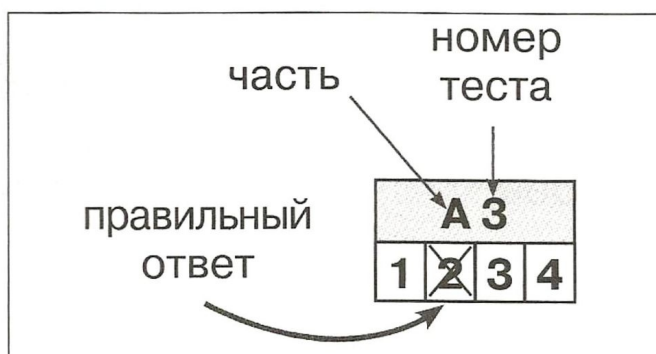 номер
теста
часть
А 3
правильный
ответ
1 2 3 4